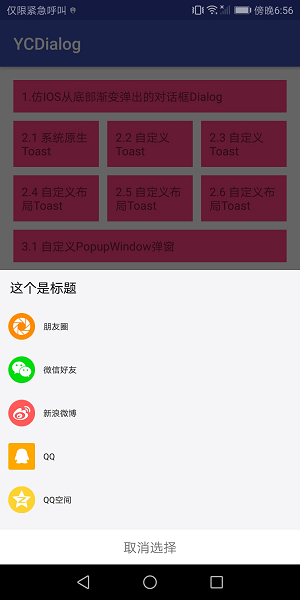 仅限紧急呼叫 傍晚6:56
YCDialog
1.仿IOS从底部渐变弹出的对话框Dialog
2.1 系统原生Toast
2.2 自定义Toast
2.3 自定义Toast
2.4 自定义布局Toast
2.5 自定义布局Toast
2.6 自定义布局Toast
3.1 自定义PopupWindow弹窗
这个是标题
朋友圈
微信好友
新浪微博
QQ
QQ空间
取消选择